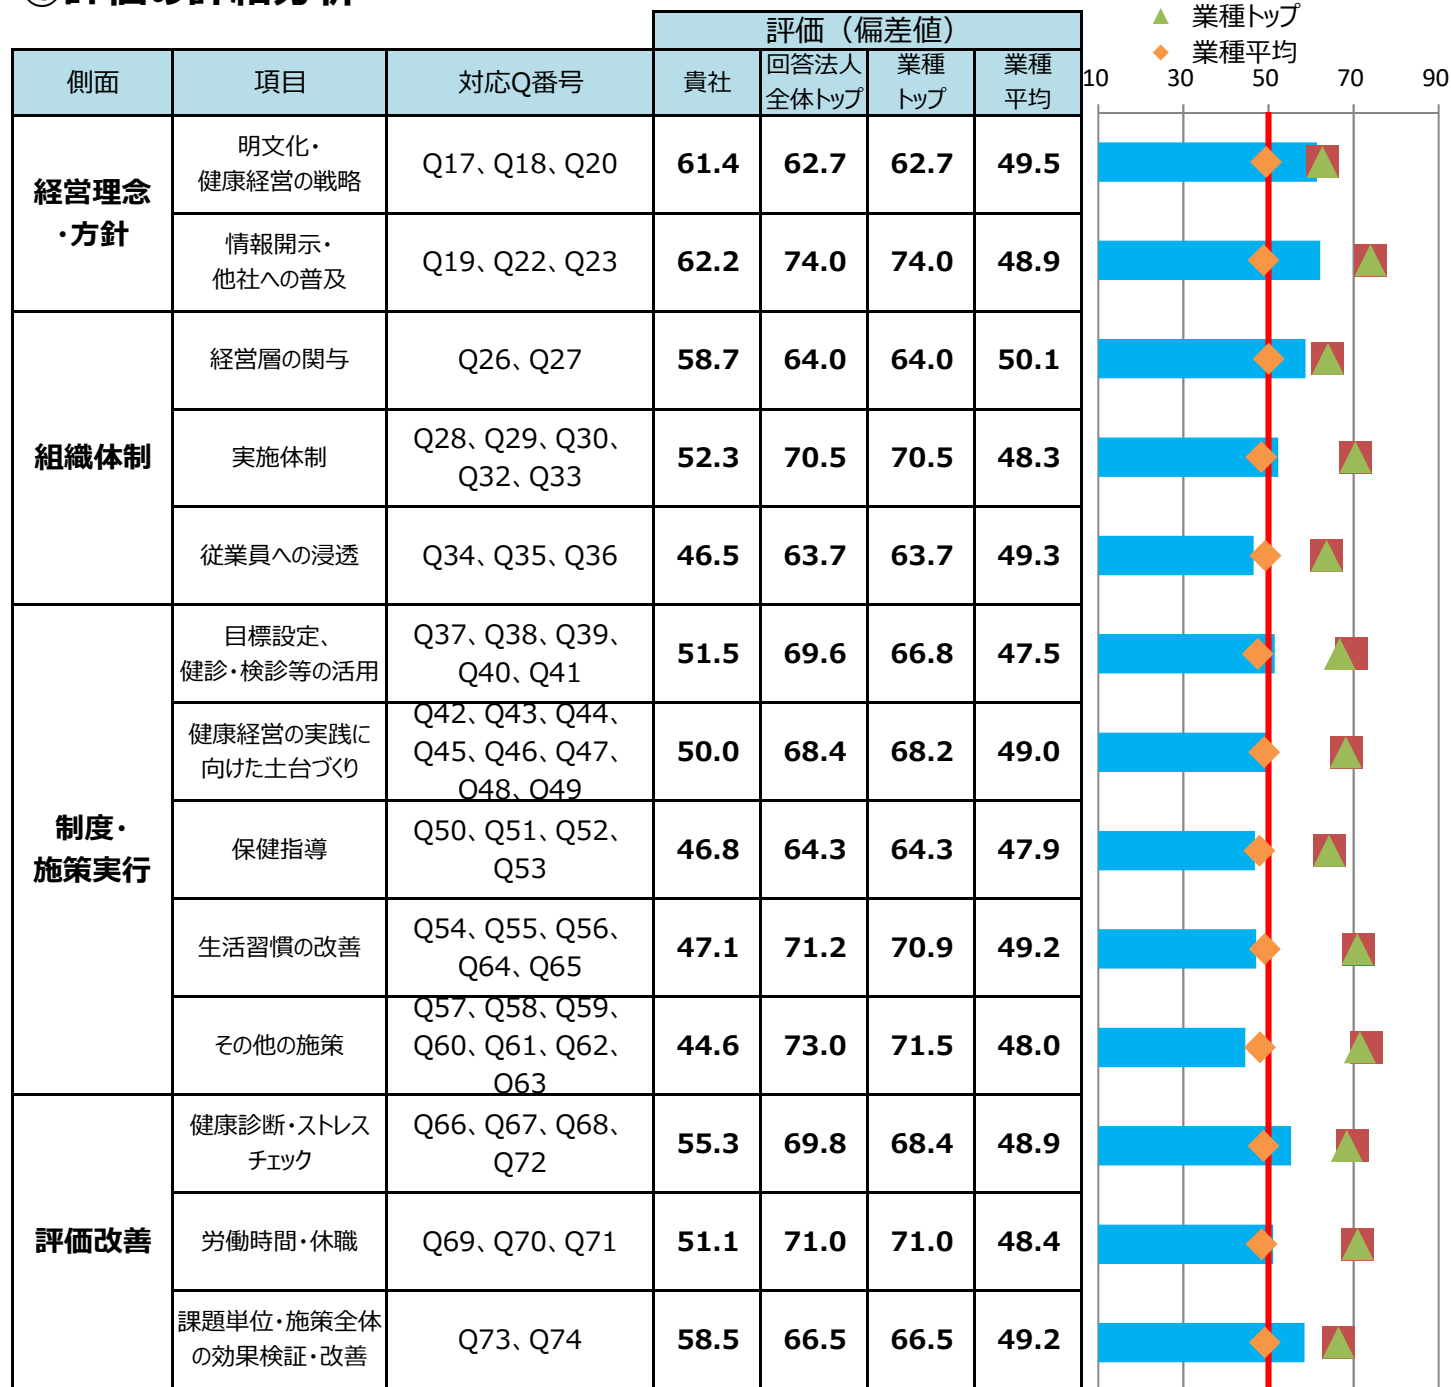 評価（偏差値）
▲ 業種トップ
◆ 業種平均
側面 項目 対応Q番号 貴社 回答法人 業種 業種
全体トップ トップ 平均
10 30 50 70 90
経営理念
・方針
明文化・
健康経営の戦略
Q17、Q18、Q20 61.4 62.7 62.7 49.5
情報開示・
他社への普及
Q19、Q22、Q23 62.2 74.0 74.0 48.9
組織体制
経営層の関与 Q26、Q27 58.7 64.0 64.0 50.1
実施体制
Q28、Q29、Q30、
Q32、Q33
52.3 70.5 70.5 48.3
従業員への浸透 Q34、Q35、Q36 46.5 63.7 63.7 49.3
制度・
施策実行
目標設定、
健診・検診等の活用
Q37、Q38、Q39、
Q40、Q41
51.5 69.6 66.8 47.5
健康経営の実践に
向けた土台づくり
Q42、Q43、Q44、
Q45、Q46、Q47、
Q48、Q49
50.0 68.4 68.2 49.0
保健指導
Q50、Q51、Q52、
Q53
46.8 64.3 64.3 47.9
生活習慣の改善
Q54、Q55、Q56、
Q64、Q65
47.1 71.2 70.9 49.2
その他の施策
Q57、Q58、Q59、
Q60、Q61、Q62、
Q63
44.6 73.0 71.5 48.0
評価改善
健康診断・ストレス
チェック
Q66、Q67、Q68、
Q72
55.3 69.8 68.4 48.9
労働時間・休職 Q69、Q70、Q71 51.1 71.0 71.0 48.4
課題単位・施策全体
の効果検証・改善
Q73、Q74 58.5 66.5 66.5 49.2